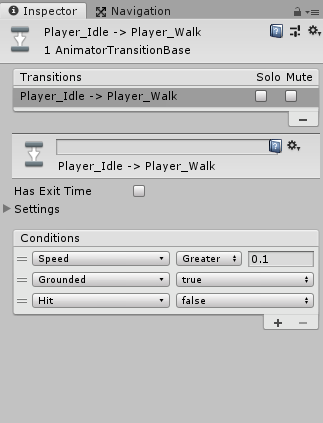 Inspector Navigation
Player_Idle -> Player_Walk
1 AnimatorTransitionBase
Transitions Solo Mute
Player_Idle -> Player_Walk
Player_Idle -> Player_Walk
Has Exit Time
Settings
Conditions
Speed Greater 0.1
Grounded true
Hit false